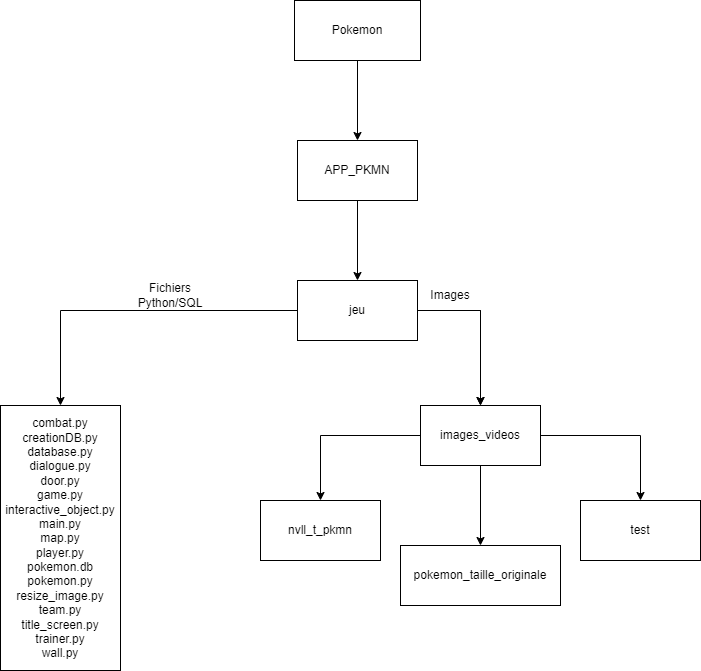 Pokemon
APP_PKMN
Fichiers
Python/SQL
Images
jeu
combat.py
creationDB.py
database.py
dialogue.py
door.py
game.py
interactive_object.py
main.py
map.py
player.py
pokemon.db
pokemon.py
resize_image.py
team.py
title_screen.py
trainer.py
wall.py
images_videos
nvll_t_pkmn
pokemon_taille_originale
test